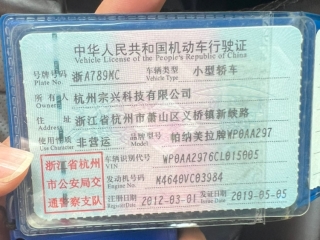 中华人民共和国机动车行驶证
Vehicle License of the People's Republic of China
号牌号码 浙A789MC 车辆类型 小型轿车
Plate No. Vehicle Type
所有人 杭州宗兴科技有限公司
Owner
住址 浙江省杭州市萧山区义桥镇新峡路
Address
使用性质 非营运 品牌型号 帕纳美拉牌WP0AA297
Use Character Model
浙江省杭州
市公安局交
通警察支队
车辆识别代号 WP0AA2976CL015005
VIN
发动机号码 M4640VC03984
Engine No.
注册日期 2012-03-01 发证日期 2019-05-05
Register Date Issue Date